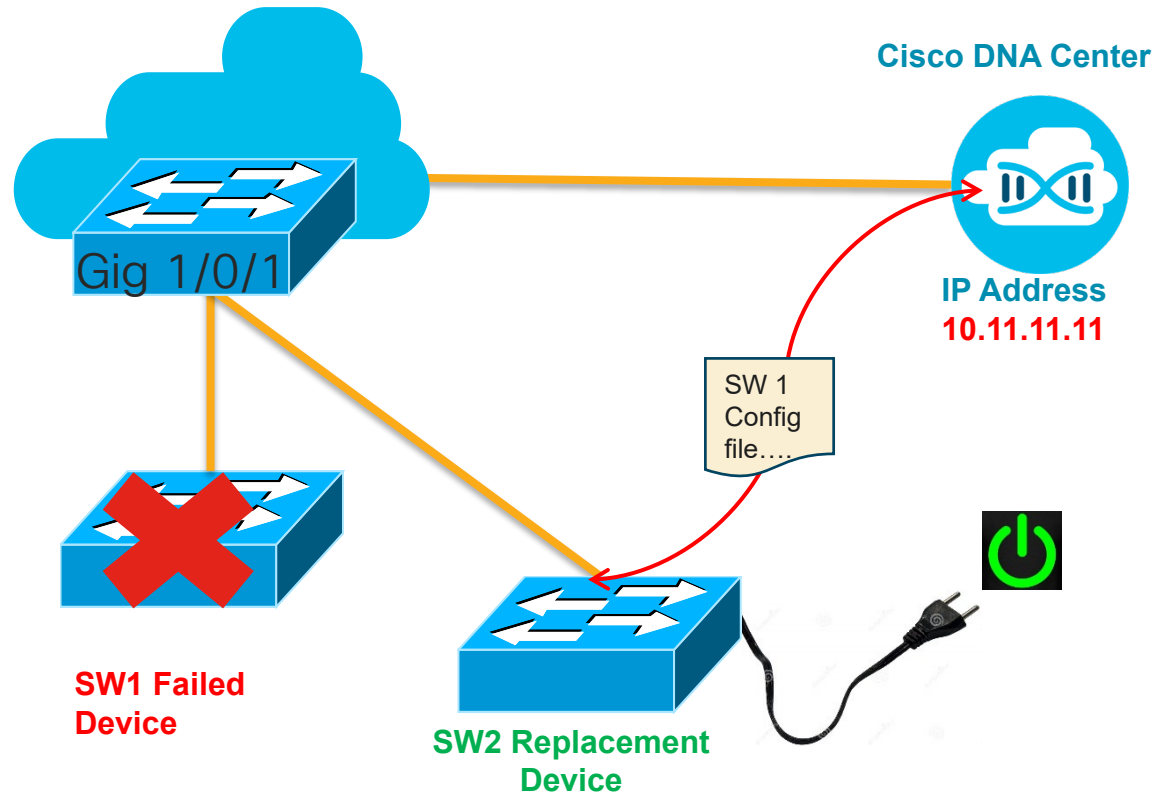 Cisco DNA Center
Gig 1/0/1
IP Address
10.11.11.11
SW 1
Config
file....
SW1 Failed
Device
SW2 Replacement
Device